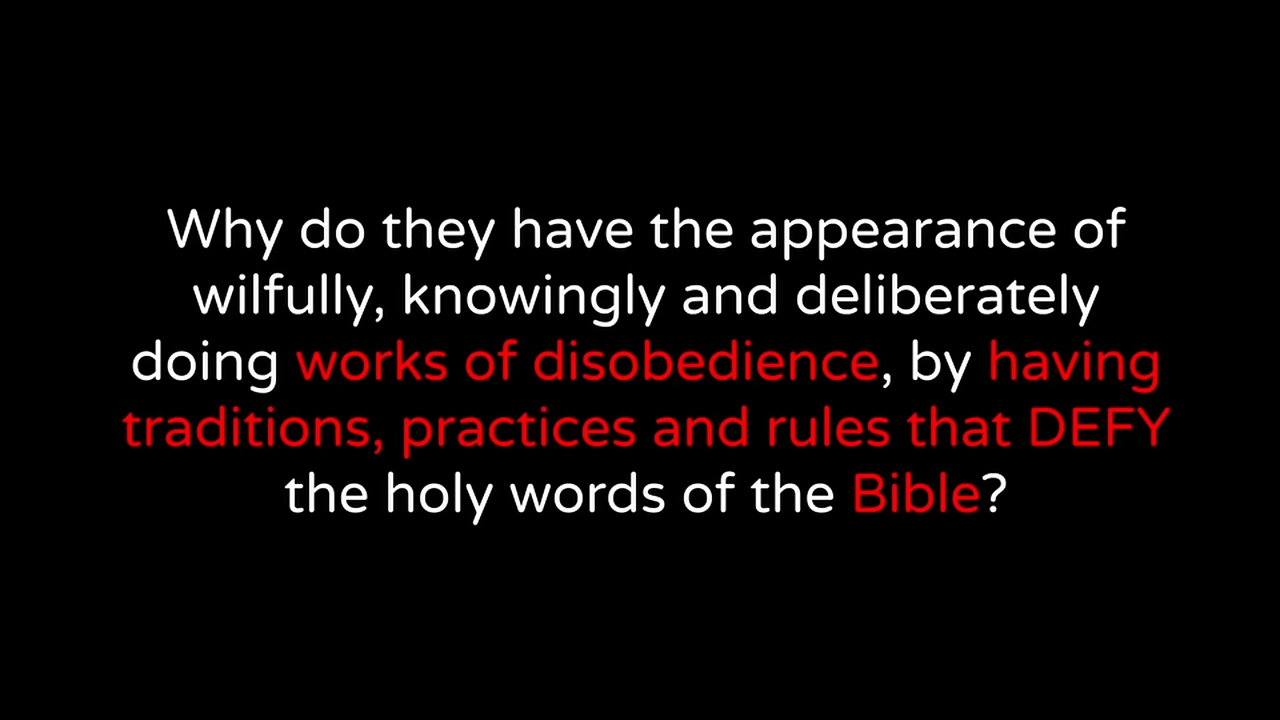 Why do they have the appearance of
wilfully, knowingly and deliberately
doing works of disobedience, by having
traditions, practices and rules that DEFY
the holy words of the Bible?